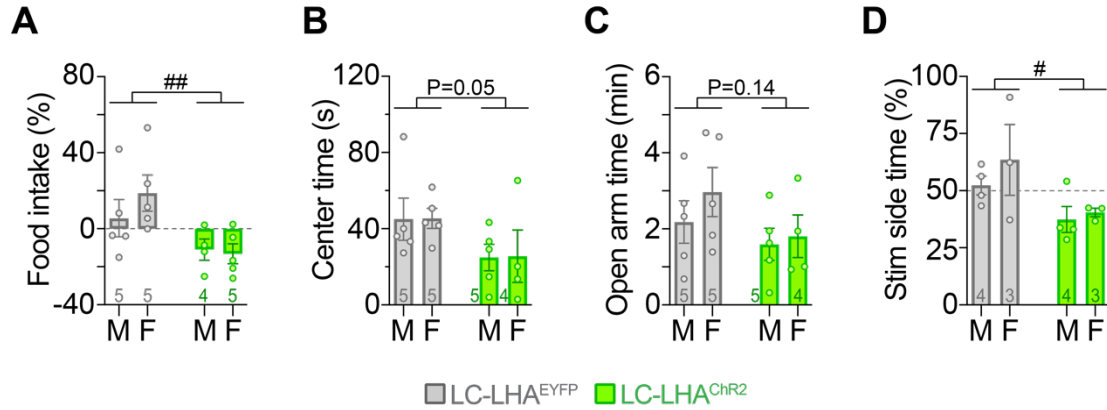 A
Food intake (%)
80
40
0
-40
##
5 5 4 5
M F M F
B
Center time (s)
120
80
40
0
P=0.05
5 5 5 4
M F M F
C
Open arm time (min)
6
4
2
0
P=0.14
5 5 5 4
M F M F
D
Stim side time (%)
100
75
50
25
0
#
4 3 4 3
M F M F
LC-LHA^EYFP LC-LHA^ChR2